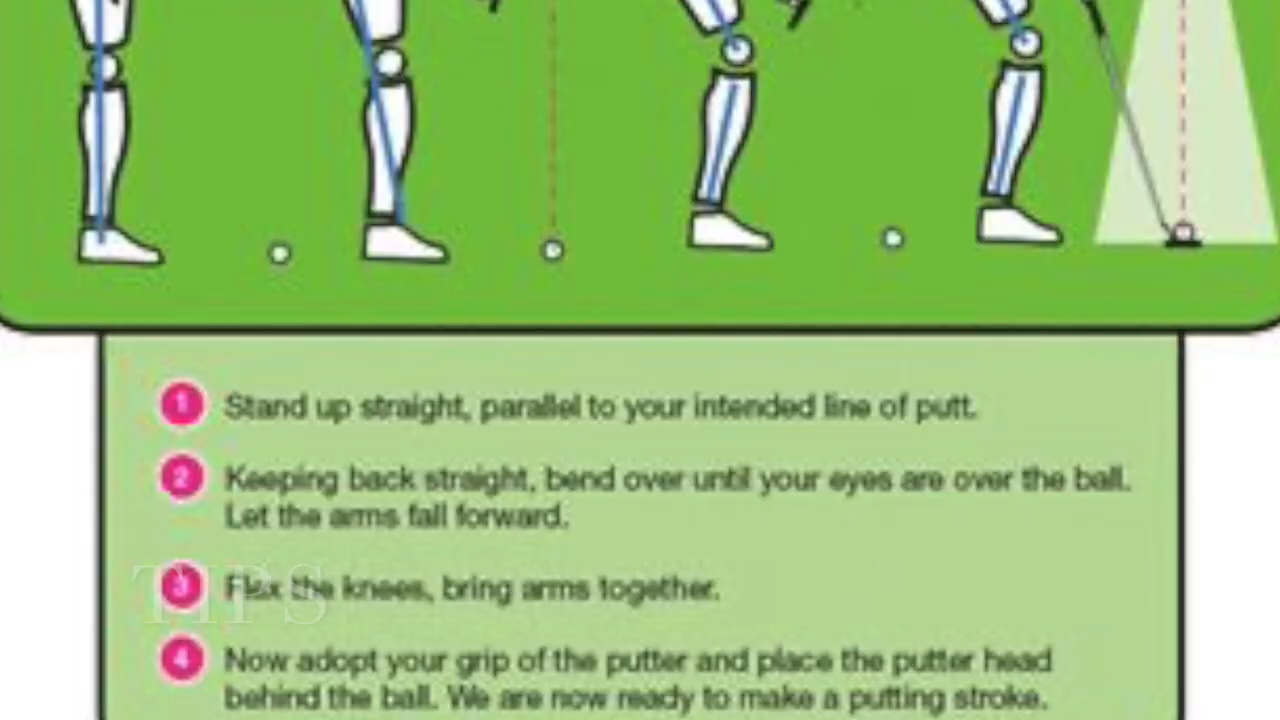 1 Stand up straight, parallel to your intended line of putt.
2 Keeping back straight, bend over until your eyes are over the ball.
Let the arms fall forward.
3 Flex the knees, bring arms together.
TIPS
4 Now adopt your grip of the putter and place the putter head
behind the ball. We are now ready to make a putting stroke.